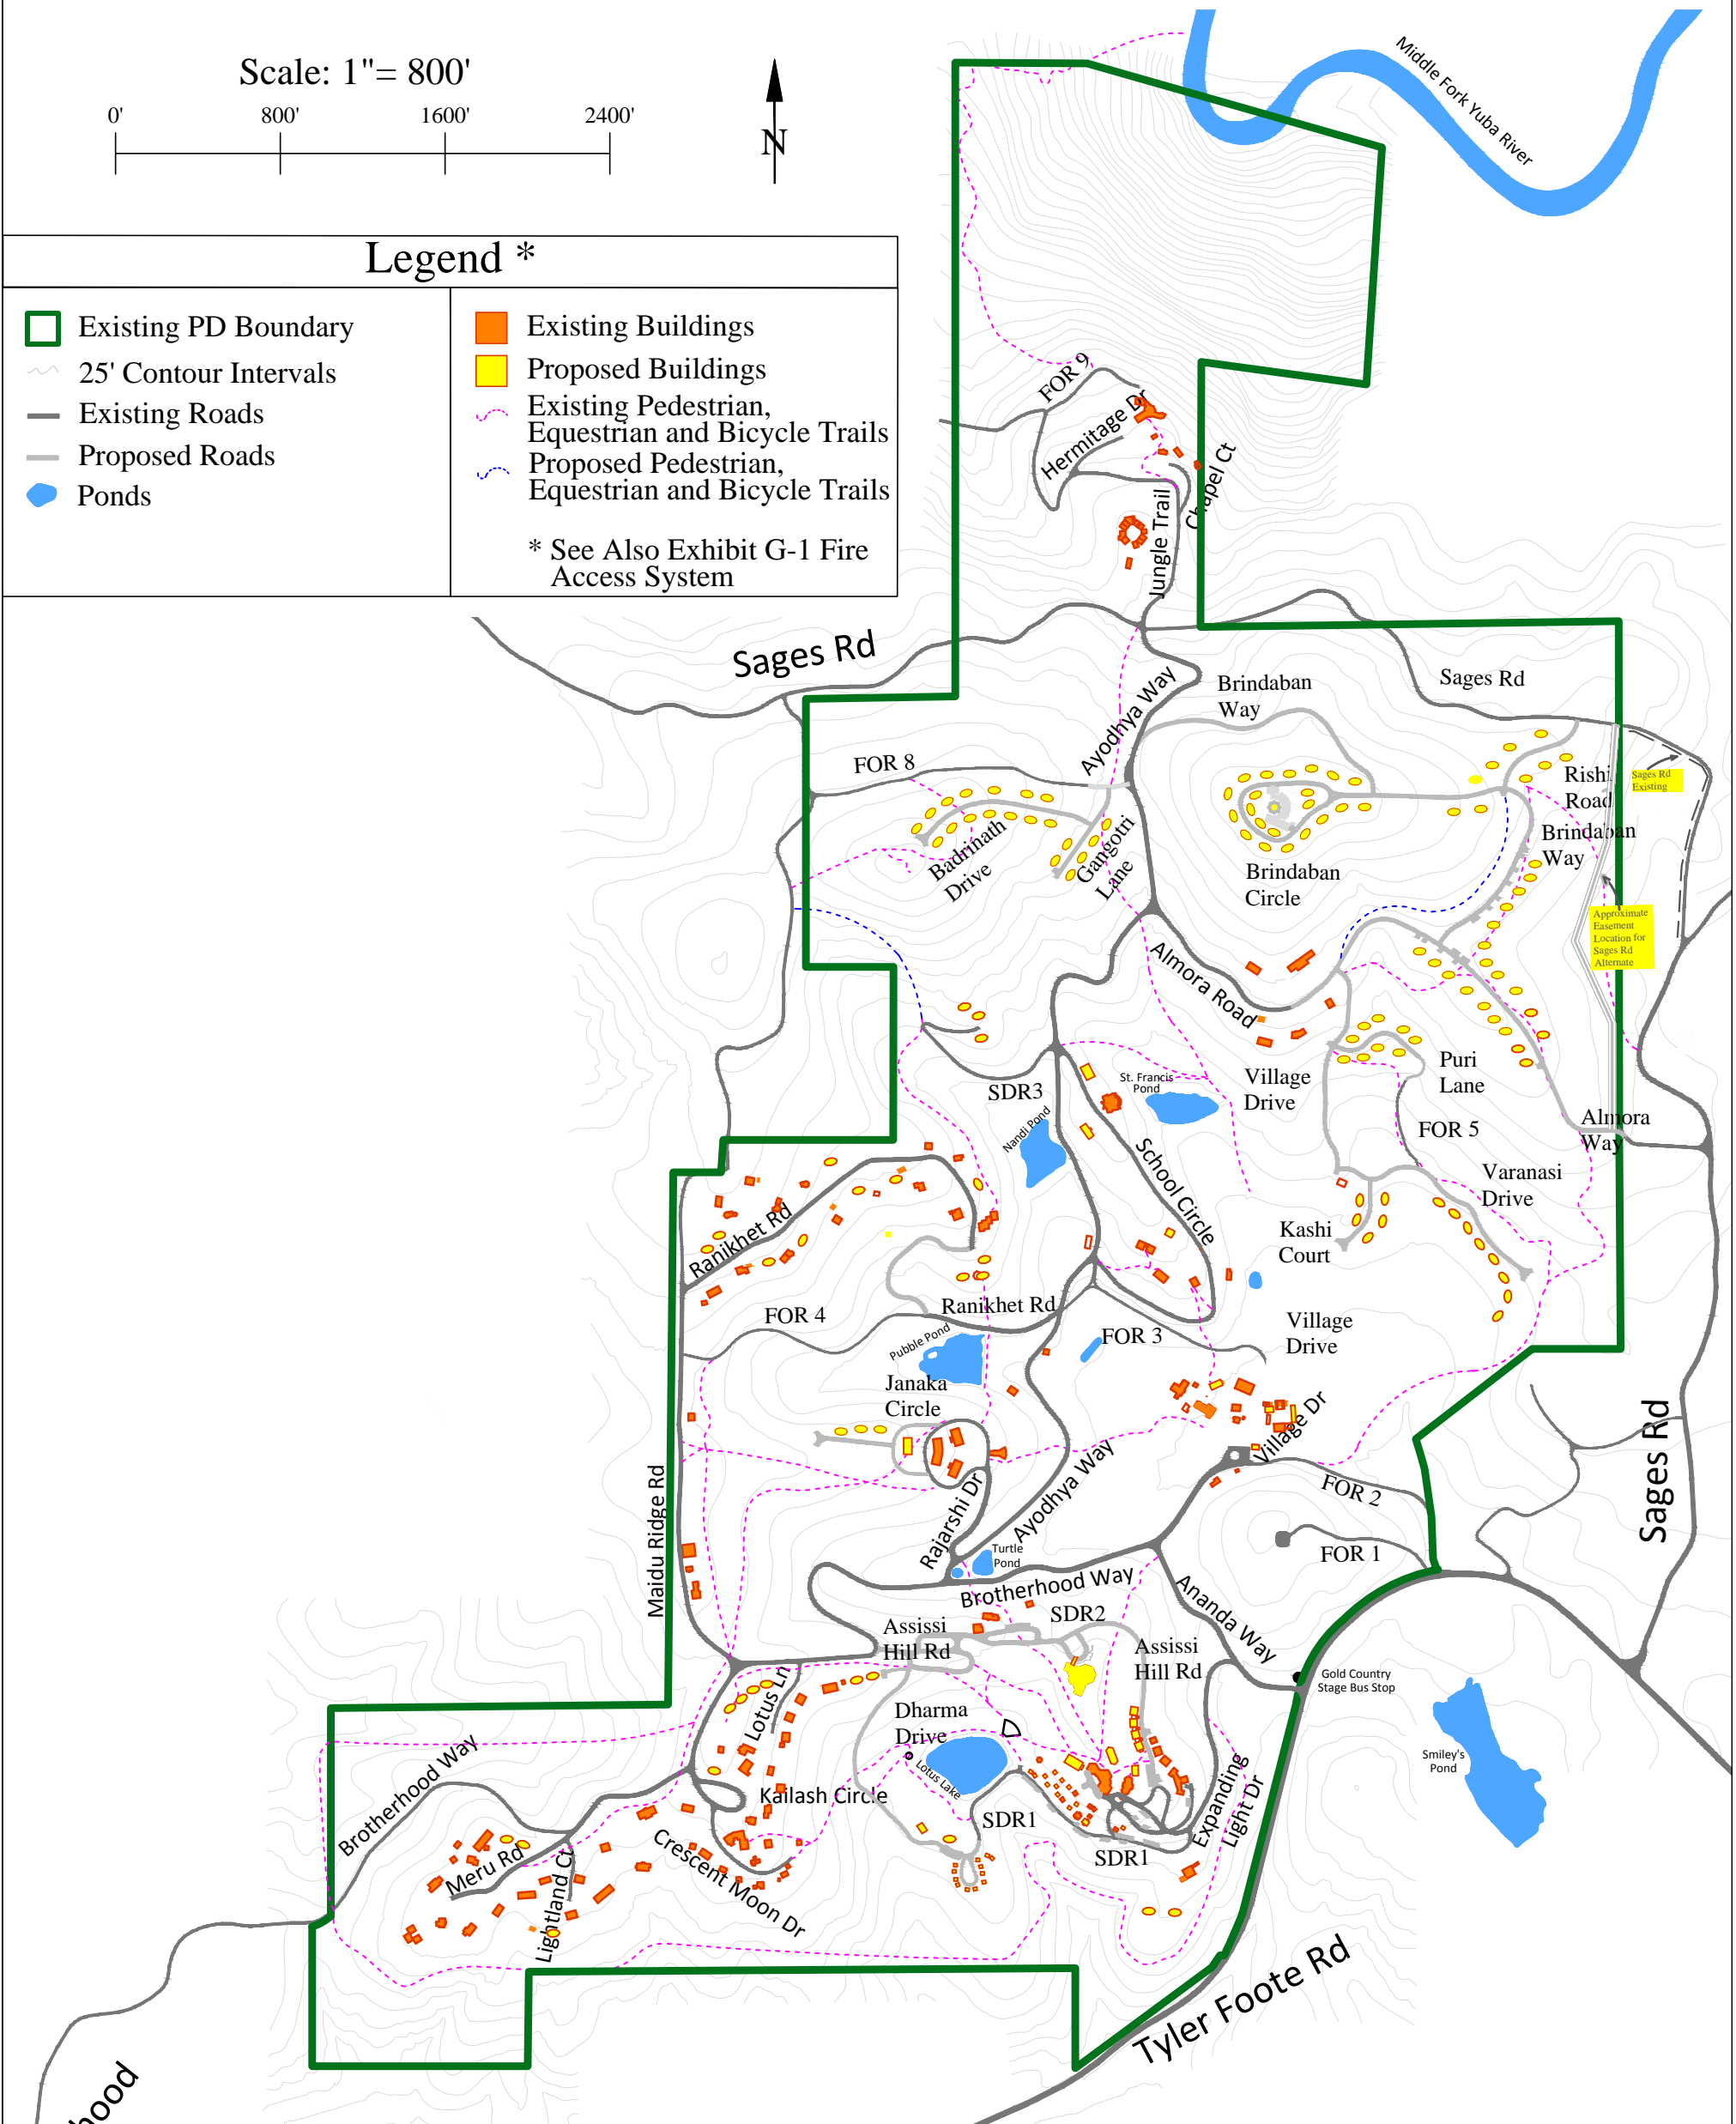 Scale: 1"= 800'
0'
800'
1600'
2400'
N
Middle Fork Yuba River
Legend *
Existing PD Boundary
25' Contour Intervals
Existing Roads
Proposed Roads
Ponds
Existing Buildings
Proposed Buildings
Existing Pedestrian,
Equestrian and Bicycle Trails
Proposed Pedestrian,
Equestrian and Bicycle Trails
* See Also Exhibit G-1 Fire
Access System
FOR 9
Hermitage Dr
Chapel Ct
Jungle Trail
Sages Rd
Ayodhya Way
Brindaban
Way
Sages Rd
FOR 8
Rishi
Road
Sages Rd
Existing
Badrinath
Drive
Gangotri
Lane
Brindaban
Way
Brindaban
Circle
Approximate
Easement
Location for
Sages Rd
Alternate
Almora Road
SDR3
St. Francis
Pond
Village
Drive
Puri
Lane
Nandi Pond
School Circle
FOR 5
Almora
Way
Varanasi
Drive
Ranikhet Rd
Kashi
Court
FOR 4
Ranikhet Rd
Village
Drive
FOR 3
Pubble Pond
Janaka
Circle
Village Dr
Sages Rd
Maidu Ridge Rd
Rajarshi Dr
Ayodhya Way
FOR 2
FOR 1
Turtle
Pond
Brotherhood Way
Ananda Way
SDR2
Assissi
Hill Rd
Assissi
Hill Rd
Gold Country
Stage Bus Stop
Lotus Ln
Dharma
Drive
Lotus Lake
Smiley's
Pond
Brotherhood Way
Kailash Circle
SDR1
SDR1
Expanding
Light Dr
Meru Rd
Crescent Moon Dr
Lightland Ct
Tyler Foote Rd
hood